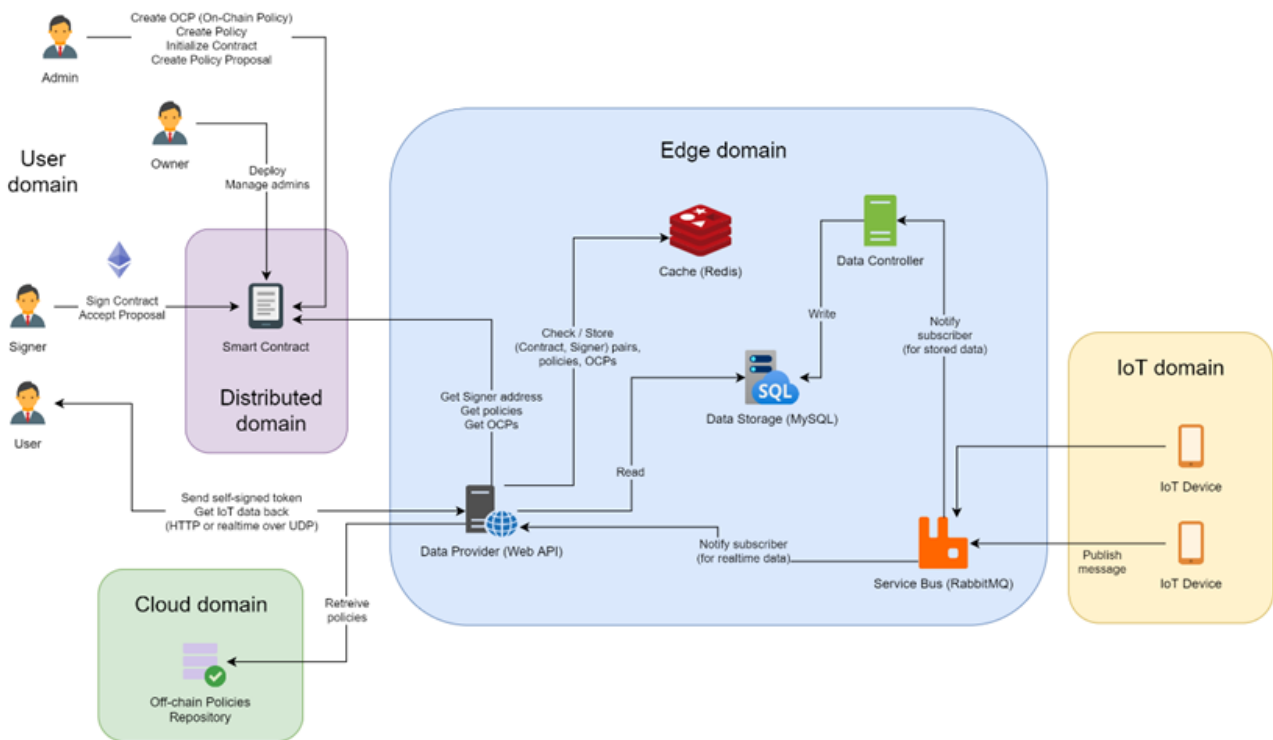 Create OCP (On-Chain Policy)
Create Policy
Initialize Contract
Create Policy Proposal
Admin
Owner
User
domain
Deploy
Manage admins
Edge domain
Cache (Redis)
Data Controller
Sign Contract
Accept Proposal
Signer
Smart Contract
Distributed
domain
User
Check / Store
(Contract, Signer) pairs,
policies, OCPs
Write
Notify
subscriber
(for stored data)
IoT domain
Get Signer address
Get policies
Get OCPs
SQL
Data Storage (MySQL)
Read
IoT Device
Send self-signed token
Get IoT data back
(HTTP or realtime over UDP)
Data Provider (Web API)
Notify subscriber
(for realtime data)
Service Bus (RabbitMQ)
Publish
message
IoT Device
Cloud domain
Retreive
policies
Off-chain Policies
Repository